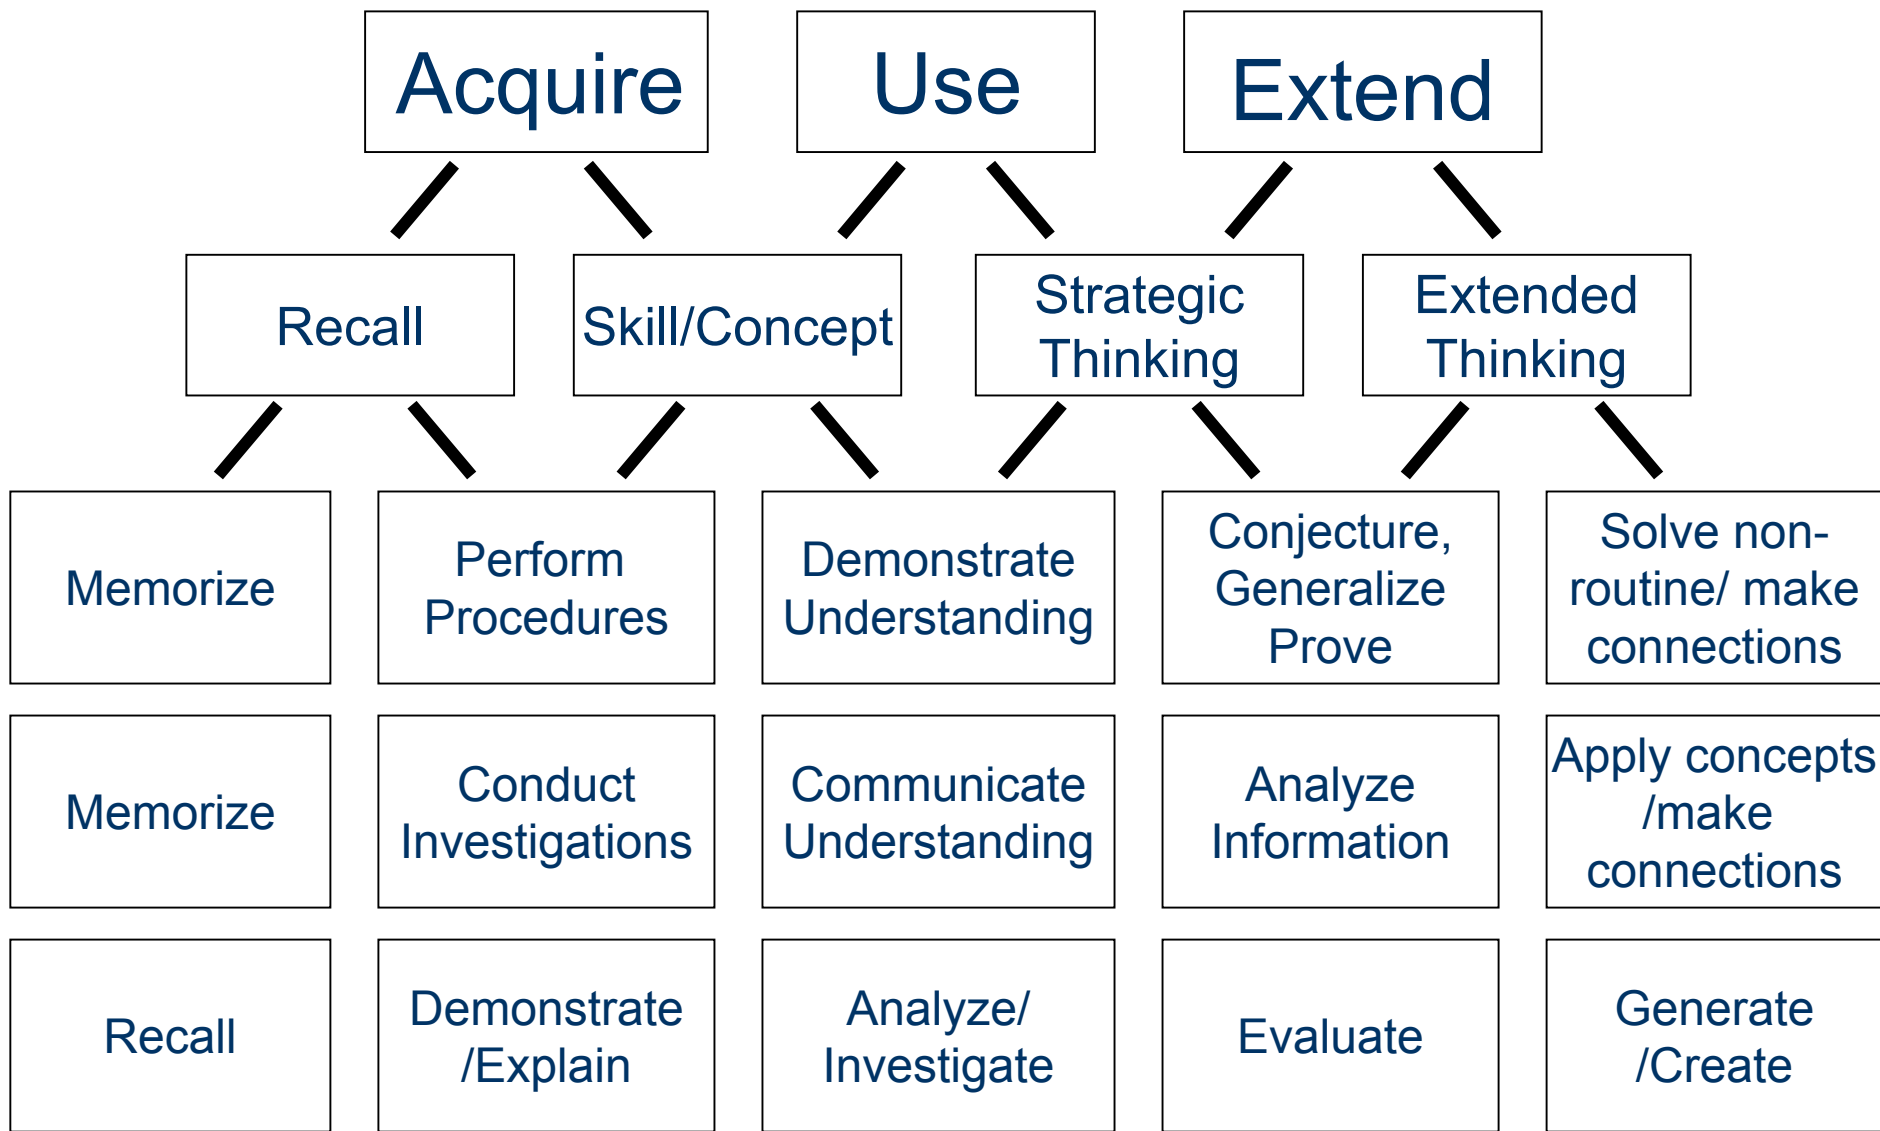 Acquire
Use
Extend
Recall
Skill/Concept
Strategic
Thinking
Extended
Thinking
Memorize
Perform
Procedures
Demonstrate
Understanding
Conjecture,
Generalize
Prove
Solve non-
routine/ make
connections
Memorize
Conduct
Investigations
Communicate
Understanding
Analyze
Information
Apply concepts
/make
connections
Recall
Demonstrate
/Explain
Analyze/
Investigate
Evaluate
Generate
/Create